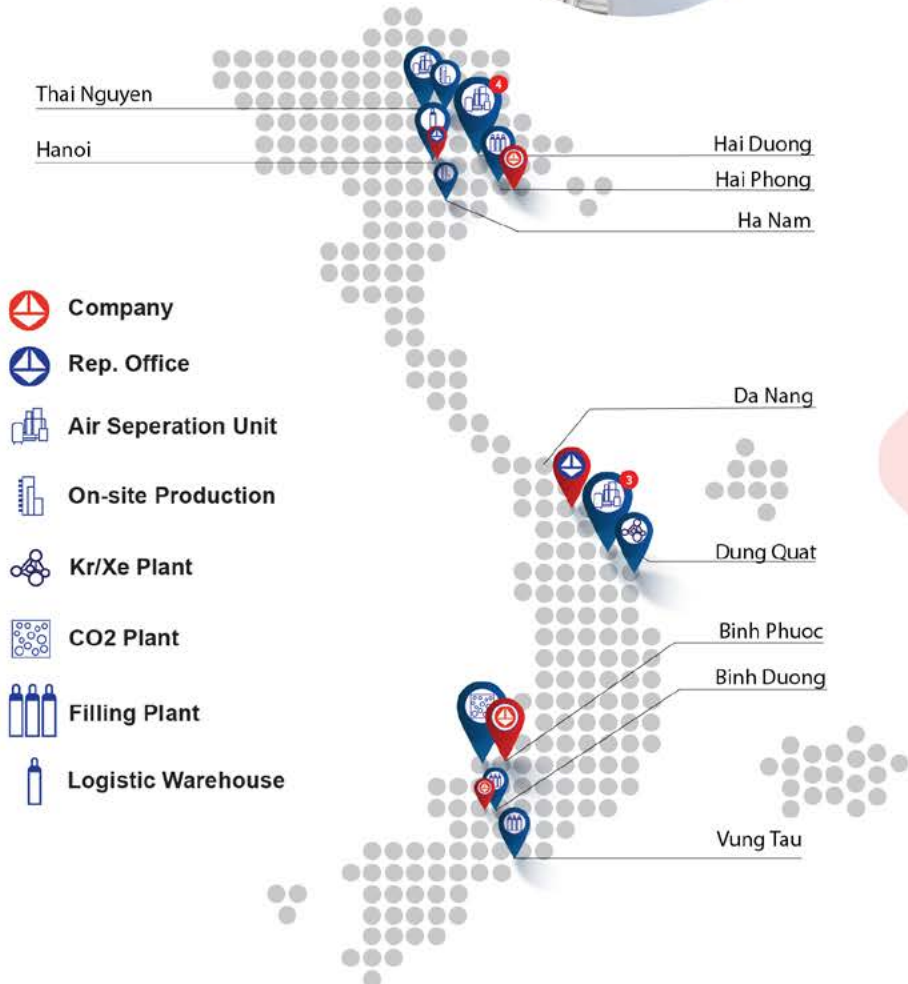 4
Thai Nguyen
Hanoi
Hai Duong
Hai Phong
Ha Nam
Company
Rep. Office
Air Seperation Unit
On-site Production
Kr/Xe Plant
CO2 Plant
Filling Plant
Logistic Warehouse
Da Nang
3
Dung Quat
Binh Phuoc
Binh Duong
Vung Tau